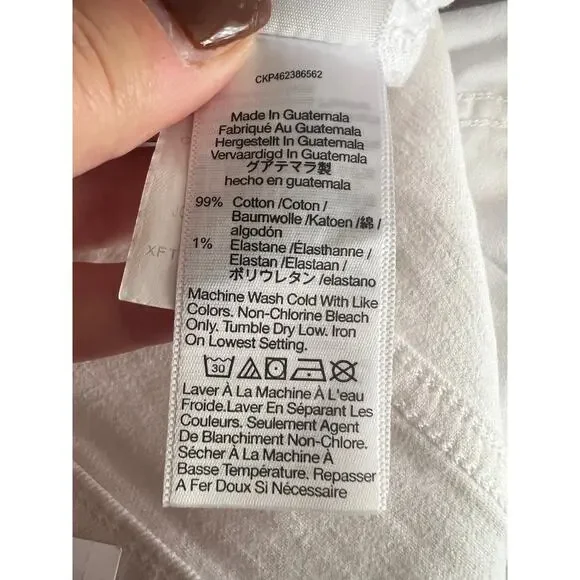 CKP462386562
Made In Guatemala
Fabriqué Au Guatemala
Hergestellt In Guatemala
Vervaardigd In Guatemala
グアテマラ製
hecho en guatemala
99% Cotton /Coton/
Baumwolle /Katoen /綿/
algodón
1% Elastane /Élasthanne/
Elastan /Elastaan/
ポリウレタン/elastano
Machine Wash Cold With Like
Colors. Non-Chlorine Bleach
Only. Tumble Dry Low. Iron
On Lowest Setting.
30
Laver À La Machine À L'eau
Froide.Laver En Séparant Les
Couleurs. Seulement Agent
De Blanchiment Non-Chlore.
Sécher À La Machine À
Basse Température. Repasser
A Fer Doux Si Nécessaire
XFT